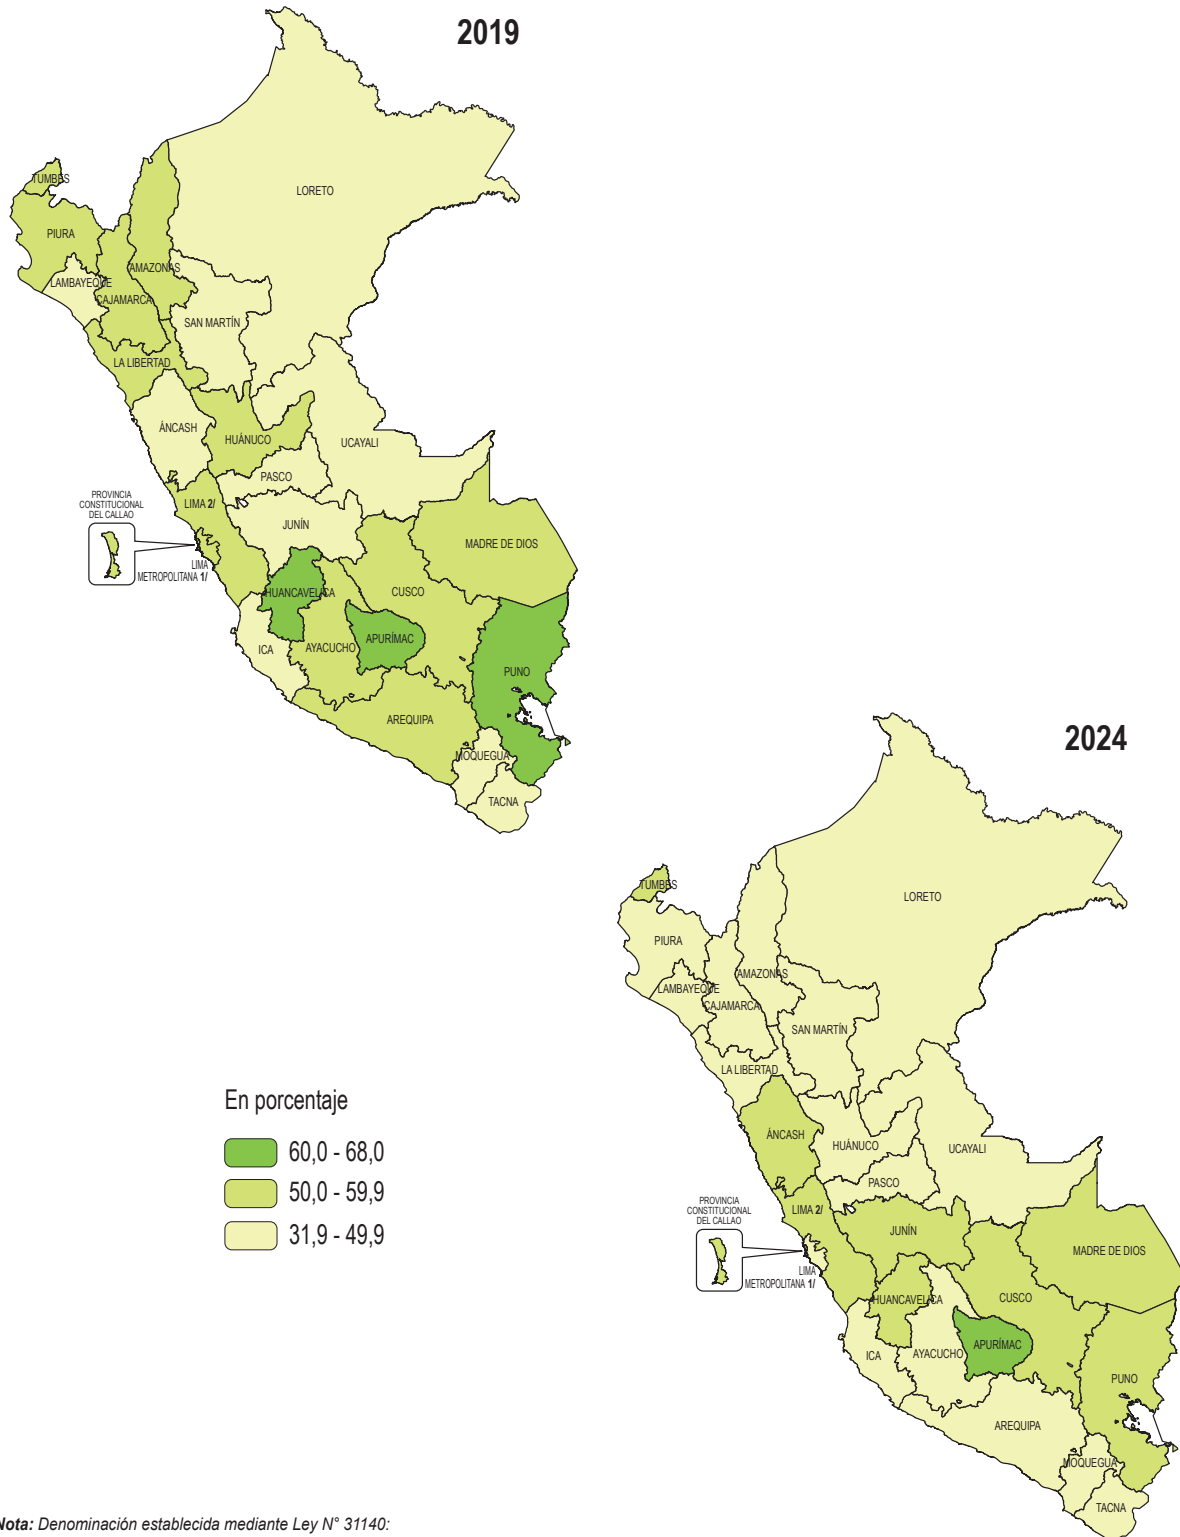 2019
TUMBES
PIURA
LORETO
AMAZONAS
LAMBAYEQUE
CAJAMARCA
SAN MARTÍN
LA LIBERTAD
ÁNCASH
HUÁNUCO
UCAYALI
PASCO
PROVINCIA
CONSTITUCIONAL
DEL CALLAO
LIMA 2/
JUNÍN
MADRE DE DIOS
LIMA
METROPOLITANA 1/
HUANCAVELICA
CUSCO
ICA
AYACUCHO
APURÍMAC
PUNO
AREQUIPA
MOQUEGUA
TACNA
2024
TUMBES
LORETO
PIURA
AMAZONAS
LAMBAYEQUE
CAJAMARCA
SAN MARTÍN
LA LIBERTAD
ÁNCASH
HUÁNUCO
UCAYALI
PASCO
PROVINCIA
CONSTITUCIONAL
DEL CALLAO
LIMA 2/
JUNÍN
MADRE DE DIOS
LIMA
METROPOLITANA 1/
HUANCAVELICA
CUSCO
ICA
AYACUCHO
APURÍMAC
PUNO
AREQUIPA
MOQUEGUA
TACNA
En porcentaje
60,0 - 68,0
50,0 - 59,9
31,9 - 49,9
Nota: Denominación establecida mediante Ley N° 31140: